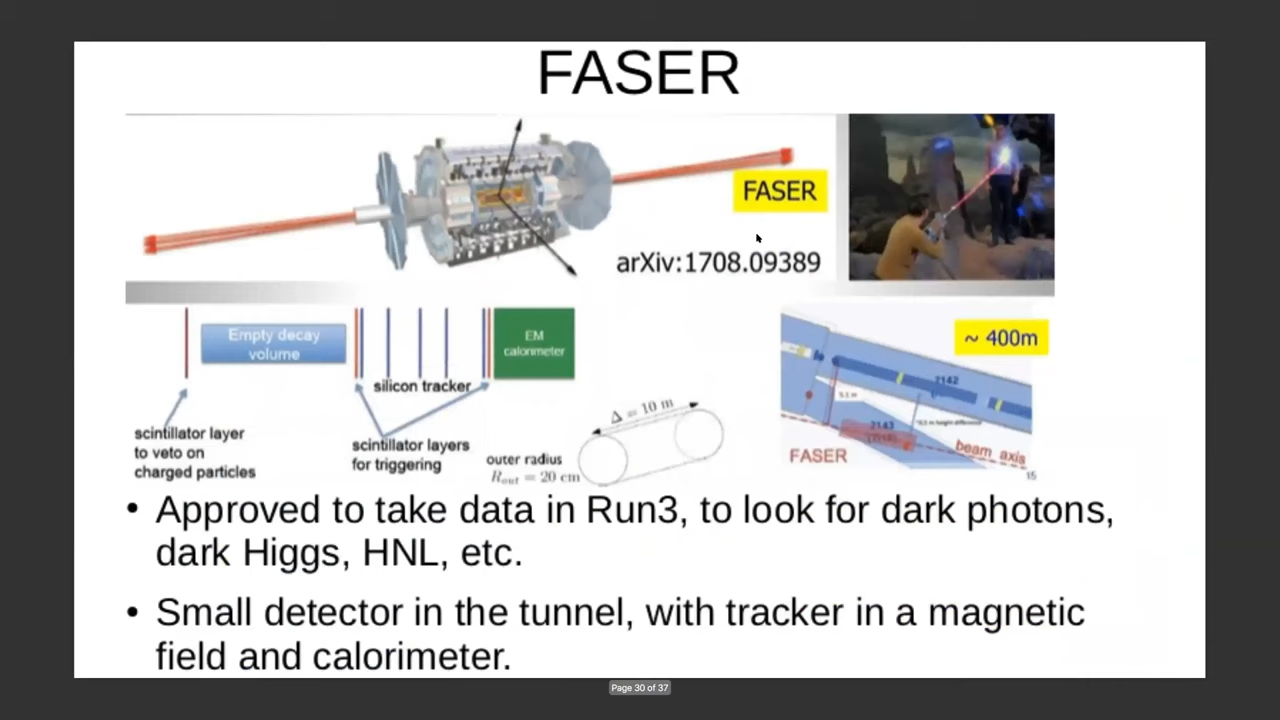 FASER
FASER
arXiv:1708.09389
Empty decay
volume
EM
calorimeter
silicon tracker
scintillator layer
to veto on
charged particles
scintillator layers
for triggering
outer radius
R_out = 20 cm
Δ = 10 m
~ 400m
FASER
beam axis
15
• Approved to take data in Run3, to look for dark photons,
dark Higgs, HNL, etc.
• Small detector in the tunnel, with tracker in a magnetic
field and calorimeter.
Page 30 of 37